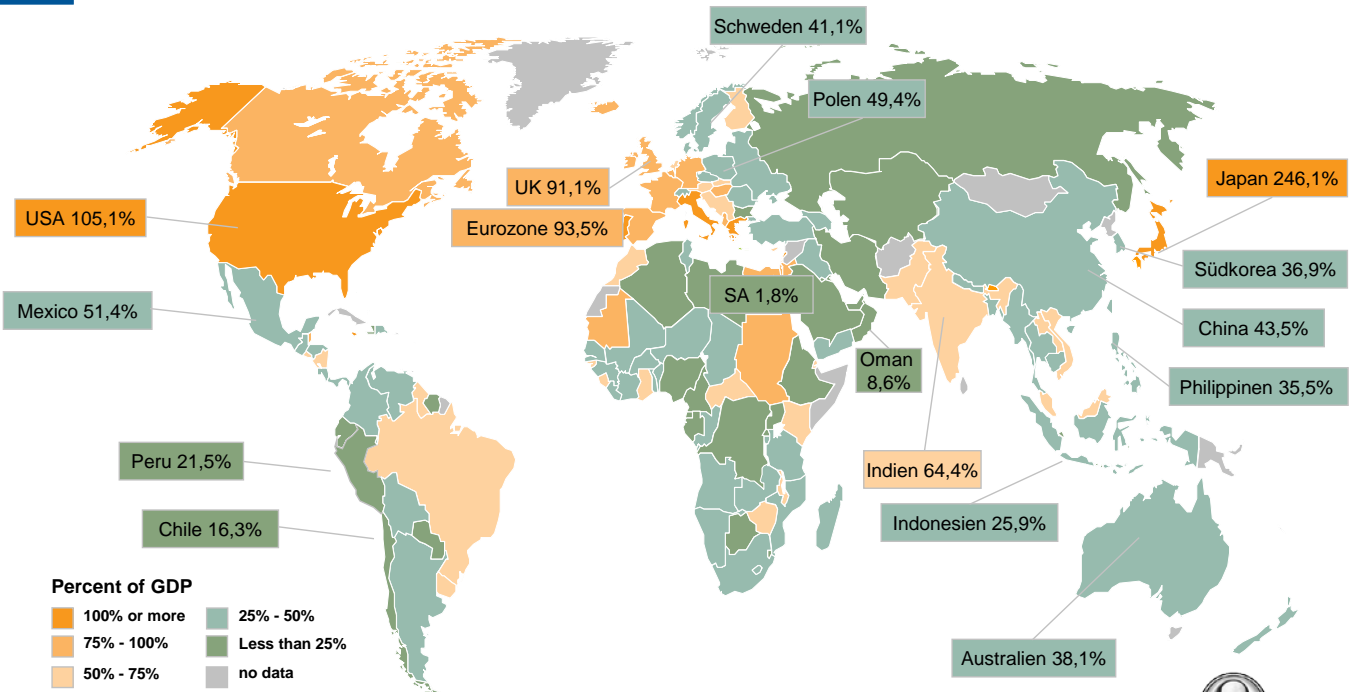 Schweden 41,1%
Polen 49,4%
UK 91,1%
Japan 246,1%
USA 105,1%
Eurozone 93,5%
Südkorea 36,9%
SA 1,8%
Mexico 51,4%
China 43,5%
Oman
8,6%
Philippinen 35,5%
Peru 21,5%
Indien 64,4%
Chile 16,3%
Indonesien 25,9%
Percent of GDP
100% or more
25% - 50%
75% - 100%
Less than 25%
50% - 75%
no data
Australien 38,1%